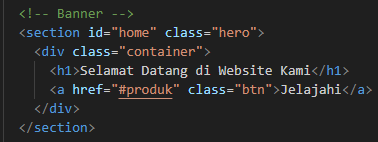 <!-- Banner -->
<section id="home" class="hero">
<div class="container">
<h1>Selamat Datang di Website Kami</h1>
<a href="#produk" class="btn">Jelajahi</a>
</div>
</section>